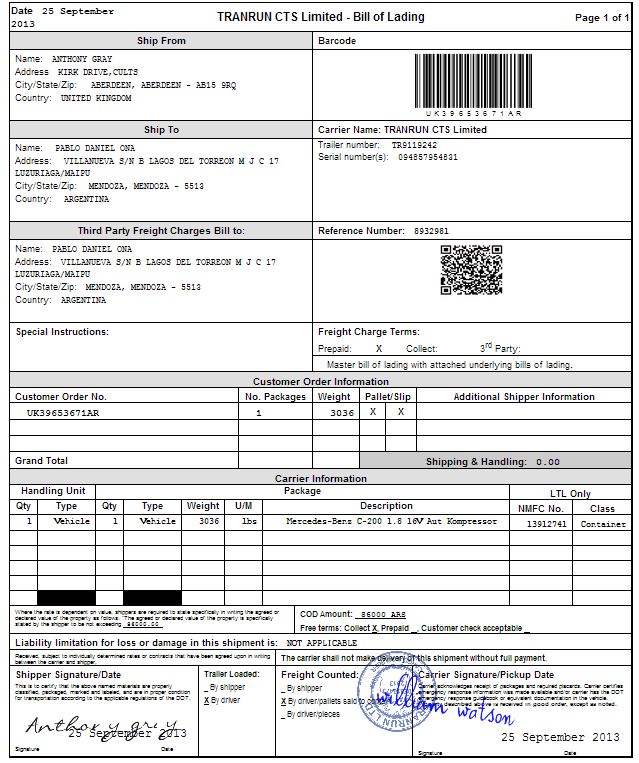 Date 25 September 2013
TRANRUN CTS Limited - Bill of Lading
Page 1 of 1
Ship From
Name: ANTHONY GRAY
Address KIRK DRIVE,CULTS
City/State/Zip: ABERDEEN, ABERDEEN - AB15 9RQ
Country: UNITED KINGDOM
Barcode
UK39653671AR
Ship To
Name: PABLO DANIEL ONA
Address: VILLANUEVA S/N B LAGOS DEL TORREON M J C 17
LUZURIAGA/MAIPU
City/State/Zip: MENDOZA, MENDOZA - 5513
Country: ARGENTINA
Carrier Name: TRANRUN CTS Limited
Trailer number: TR9119242
Serial number(s): 094857954831
Third Party Freight Charges Bill to:
Name: PABLO DANIEL ONA
Address: VILLANUEVA S/N B LAGOS DEL TORREON M J C 17
LUZURIAGA/MAIPU
City/State/Zip: MENDOZA, MENDOZA - 5513
Country: ARGENTINA
Reference Number: 8932981
Special Instructions:
Freight Charge Terms:
Prepaid: X Collect: 3rd Party:
Master bill of lading with attached underlying bills of lading.
Customer Order Information
Customer Order No. No. Packages Weight Pallet/Slip Additional Shipper Information
UK39653671AR 1 3036 X X
Grand Total
Shipping & Handling: 0.00
Carrier Information
Handling Unit Package LTL Only
Qty Type Qty Type Weight U/M Description NMFC No. Class
1 Vehicle 1 Vehicle 3036 lbs Mercedes-Benz C-200 1.8 16V Aut Kompressor 13912741 Container
Where the rate is dependent on value, shippers are required to state specifically in writing the agreed or
declared value of the property as follows: "The agreed or declared value of the property is specifically
stated by the shipper to be not exceeding 86000.00
COD Amount: 86000 ARS
Free terms: Collect X, Prepaid _, Customer check acceptable _
Liability limitation for loss or damage in this shipment is: NOT APPLICABLE
Received, subject to individually determined rates or contracts that have been agreed upon in writing
between the carrier and shipper.
The carrier shall not make delivery of this shipment without full payment.
Shipper Signature/Date
This is to certify that the above named materials are properly
classified, packaged, marked and labeled, and are in proper condition
for transportation according to the applicable regulations of the DOT.
Anthony grey
25 September 2013
Signature Date
Trailer Loaded:
_ By shipper
X By driver
Freight Counted:
_ By shipper
X By driver/pallets said to
_ By driver/pieces
TRANRUN LTD
Carrier Signature/Pickup Date
acknowledges receipt of packages and required placards. Carrier certifies
emergency response information was made available and/or carrier has the DOT
emergency response guidebook or equivalent documentation in the vehicle.
described above is received in good order, except as noted.
william watson
25 September 2013
Signature Date